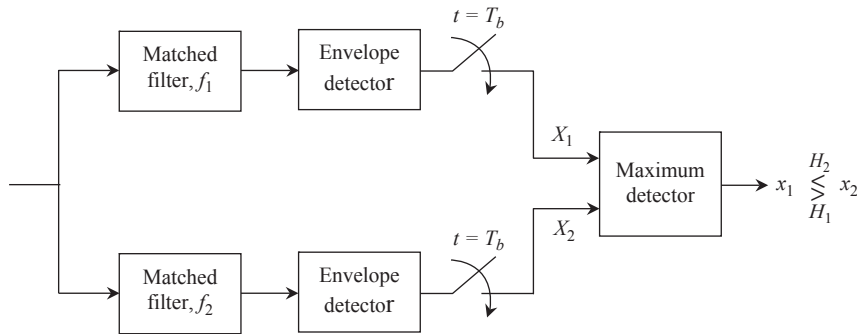 t = T_b
Matched
filter, f_1
Envelope
detector
X_1
Maximum
detector
x_1 ≶ x_2
H_2
H_1
X_2
t = T_b
Matched
filter, f_2
Envelope
detector